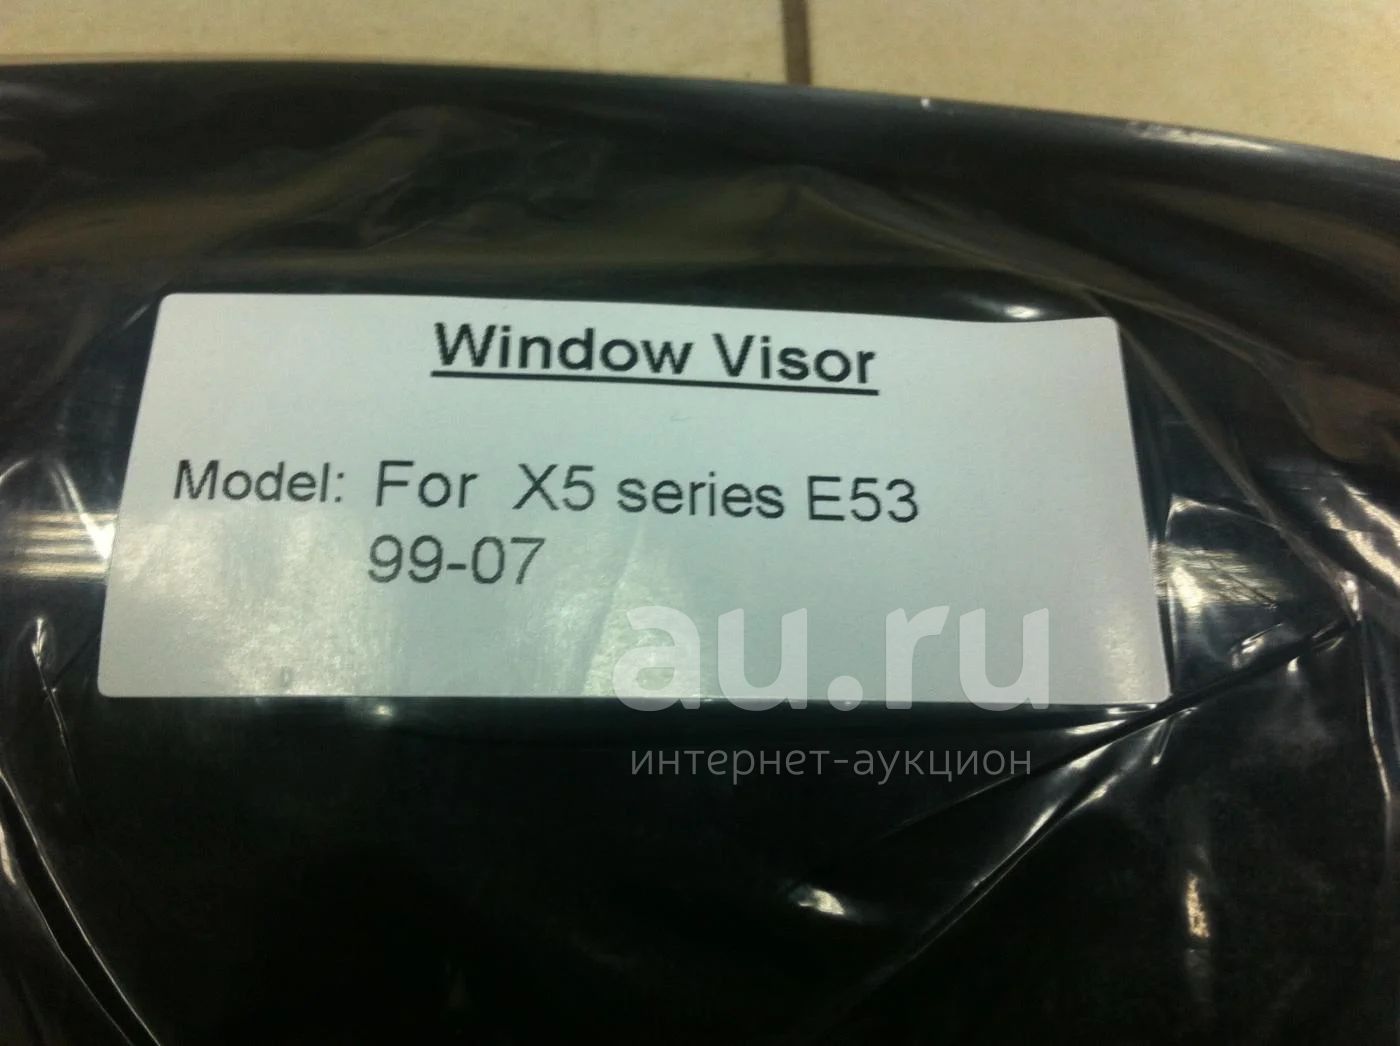 Window Visor
Model: For X5 series E53
99-07
au.ru
интернет-аукцион